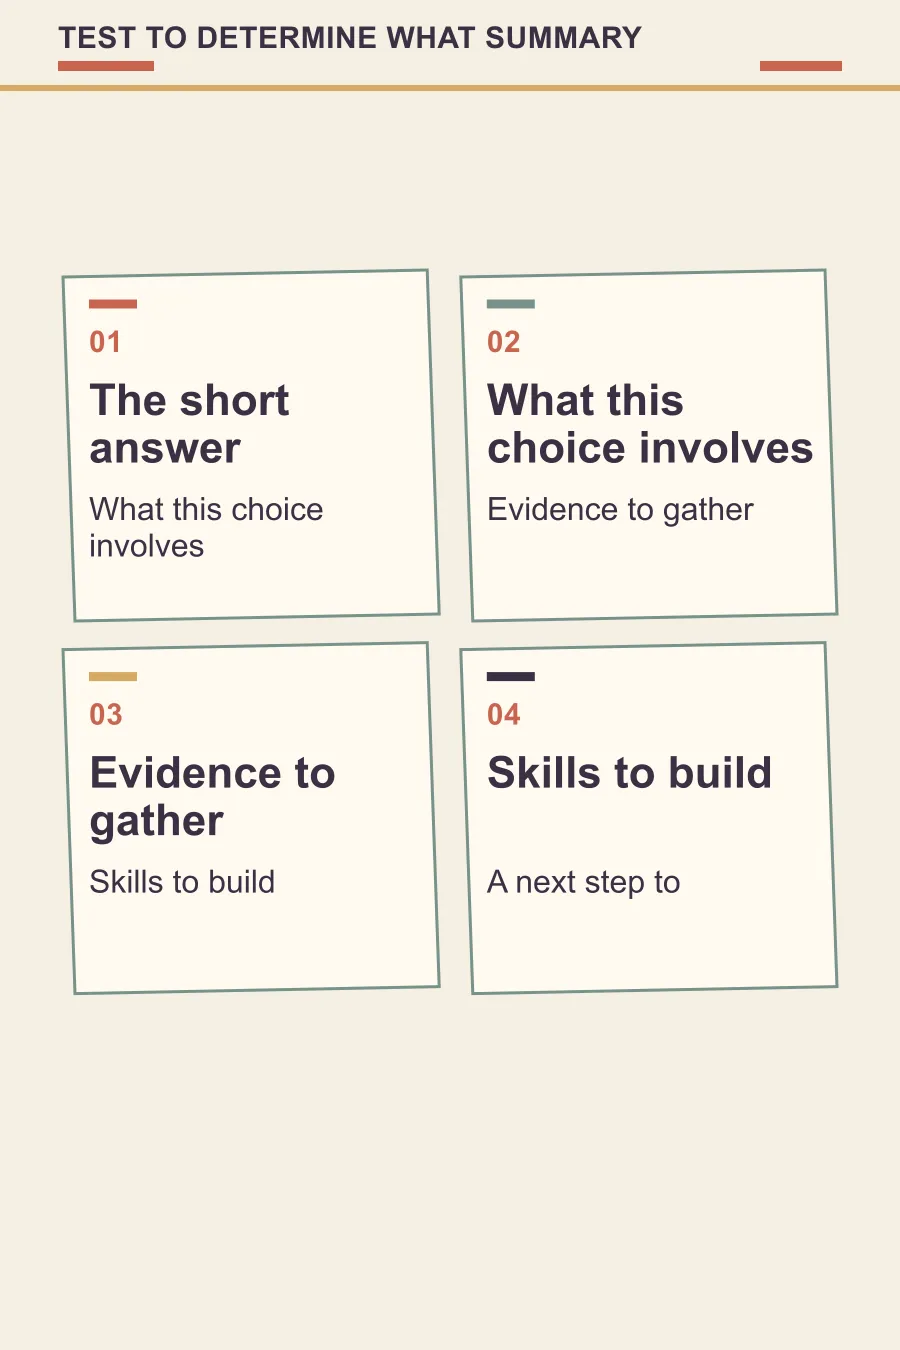 TEST TO DETERMINE WHAT SUMMARY
01
The short
answer
What this choice
involves
02
What this
choice involves
Evidence to gather
03
Evidence to
gather
Skills to build
04
Skills to build
A next step to